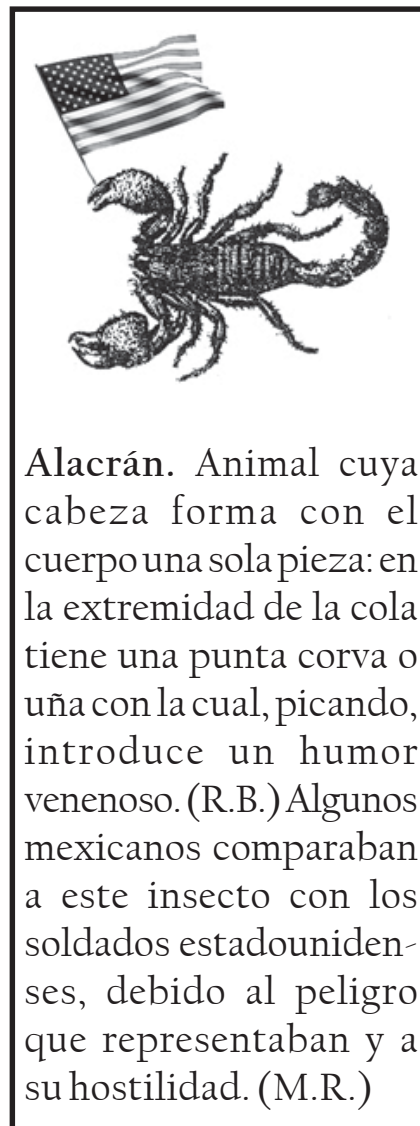 Alacrán. Animal cuya
cabeza forma con el
cuerpo una sola pieza: en
la extremidad de la cola
tiene una punta corva o
uña con la cual, picando,
introduce un humor
venenoso. (R.B.) Algunos
mexicanos comparaban
a este insecto con los
soldados estadouniden-
ses, debido al peligro
que representaban y a
su hostilidad. (M.R.)